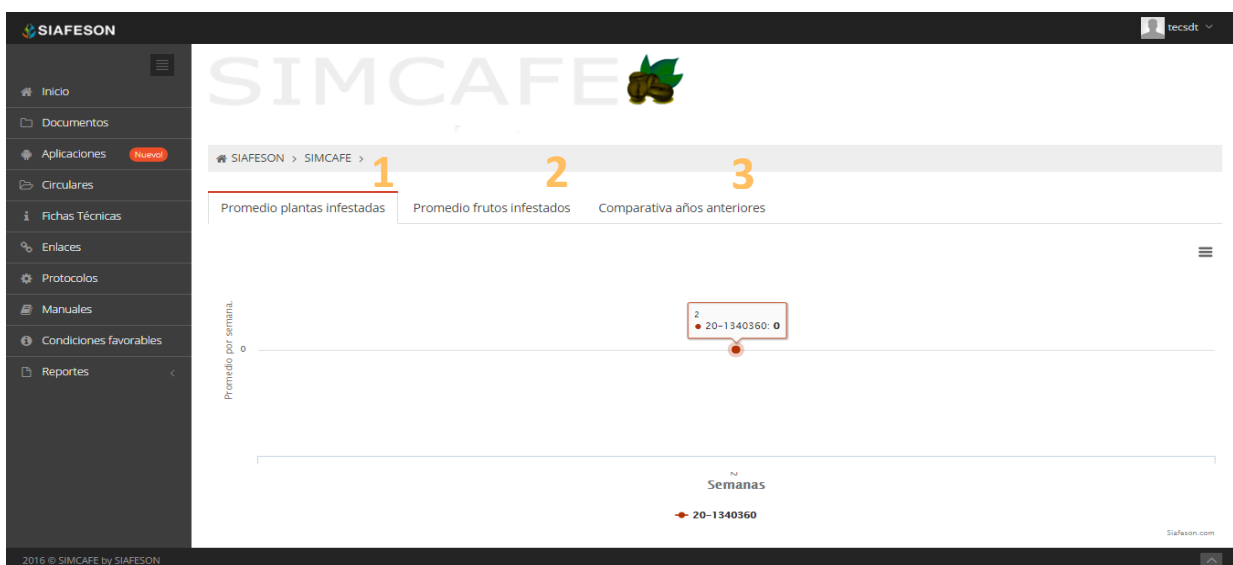 SIAFESON
tecsdt
SIMCAFE
Inicio
Documentos
Aplicaciones Nuevo!
Circulares
Fichas Técnicas
Enlaces
Protocolos
Manuales
Condiciones favorables
Reportes
SIAFESON > SIMCAFE >
1 2 3
Promedio plantas infestadas Promedio frutos infestados Comparativa años anteriores
Promedio por semana.
0
2
20-1340360: 0
2
Semanas
20-1340360
Siafeson.com
2016 © SIMCAFE by SIAFESON